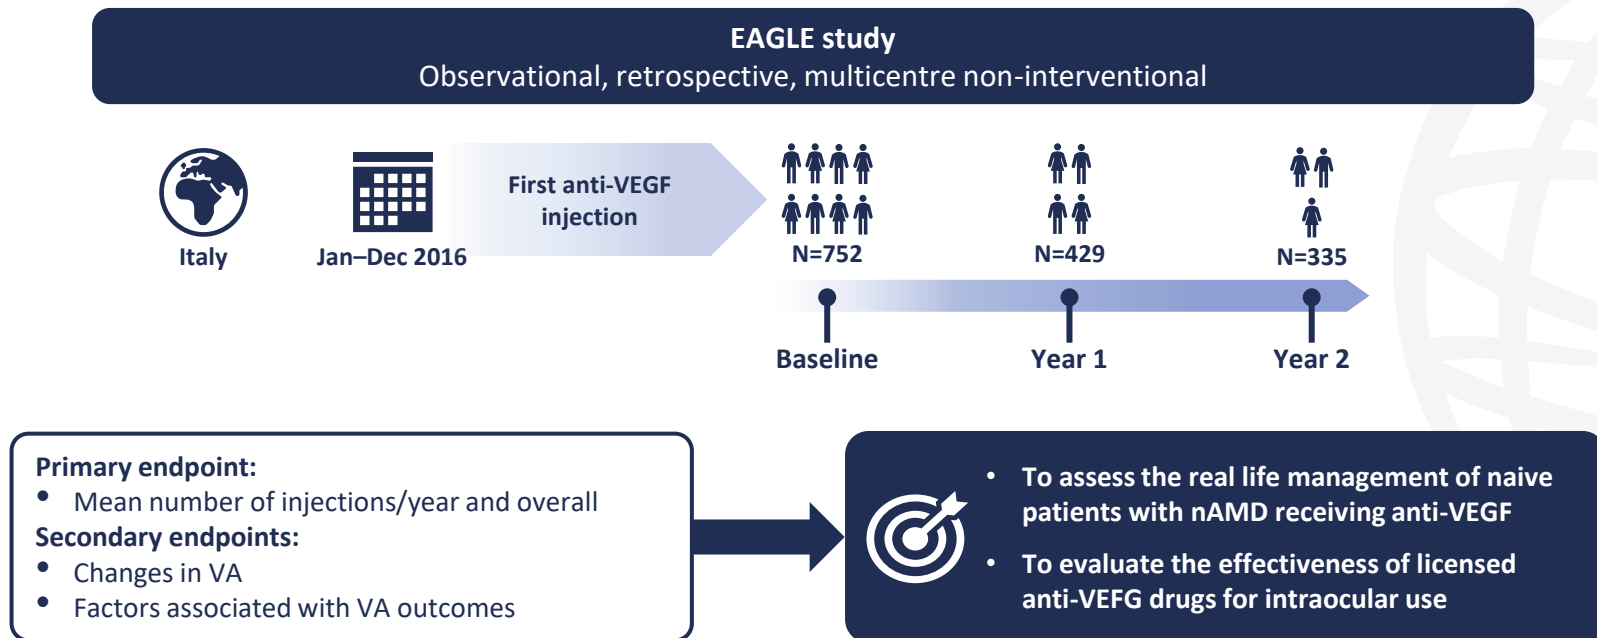 EAGLE study
Observational, retrospective, multicentre non-interventional
First anti-VEGF
injection
Italy
Jan–Dec 2016
N=752
N=429
N=335
Baseline
Year 1
Year 2
Primary endpoint:
• Mean number of injections/year and overall
Secondary endpoints:
• Changes in VA
• Factors associated with VA outcomes
• To assess the real life management of naive
patients with nAMD receiving anti-VEGF
• To evaluate the effectiveness of licensed
anti-VEFG drugs for intraocular use